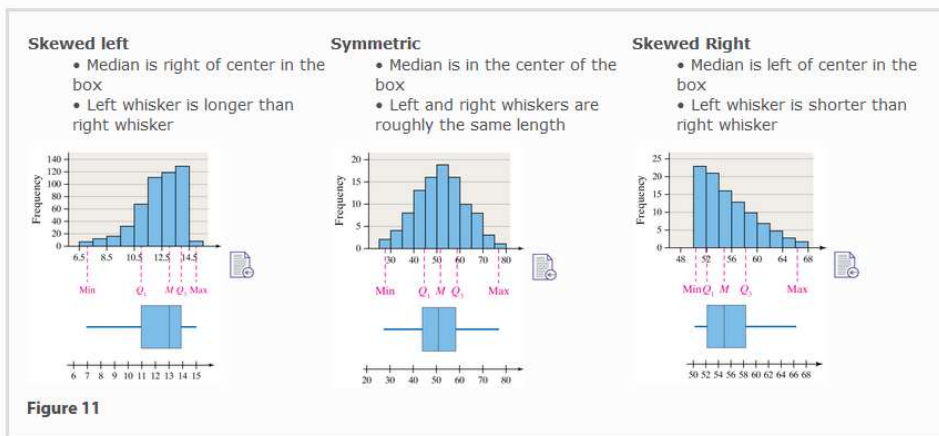 Skewed left
• Median is right of center in the
box
• Left whisker is longer than
right whisker
140
120
100
80
60
40
20
0
Frequency
6.5 8.5 10.5 12.5 14.5
Min Q₁ M Q₃ Max
6 7 8 9 10 11 12 13 14 15
Symmetric
• Median is in the center of the
box
• Left and right whiskers are
roughly the same length
20
15
10
5
0
Frequency
30 40 50 60 70 80
Min Q₁ M Q₃ Max
20 30 40 50 60 70 80
Skewed Right
• Median is left of center in the
box
• Left whisker is shorter than
right whisker
25
20
15
10
5
0
Frequency
48 52 56 60 64 68
Min Q₁ M Q₃ Max
50 52 54 56 58 60 62 64 66 68
Figure 11